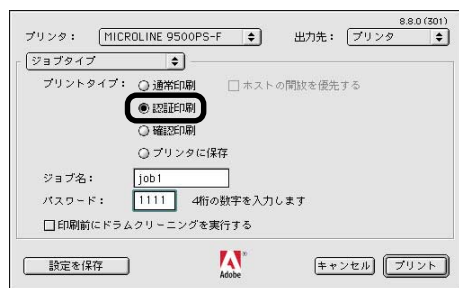 8.8.0 (301)
プリンタ： MICROLINE 9500PS-F 出力先： プリンタ
ジョブタイプ
プリントタイプ： 通常印刷 ホストの開放を優先する
認証印刷
確認印刷
プリンタに保存
ジョブ名： job1
パスワード： 1111 4桁の数字を入力します
印刷前にドラムクリーニングを実行する
設定を保存 Adobe キャンセル プリント